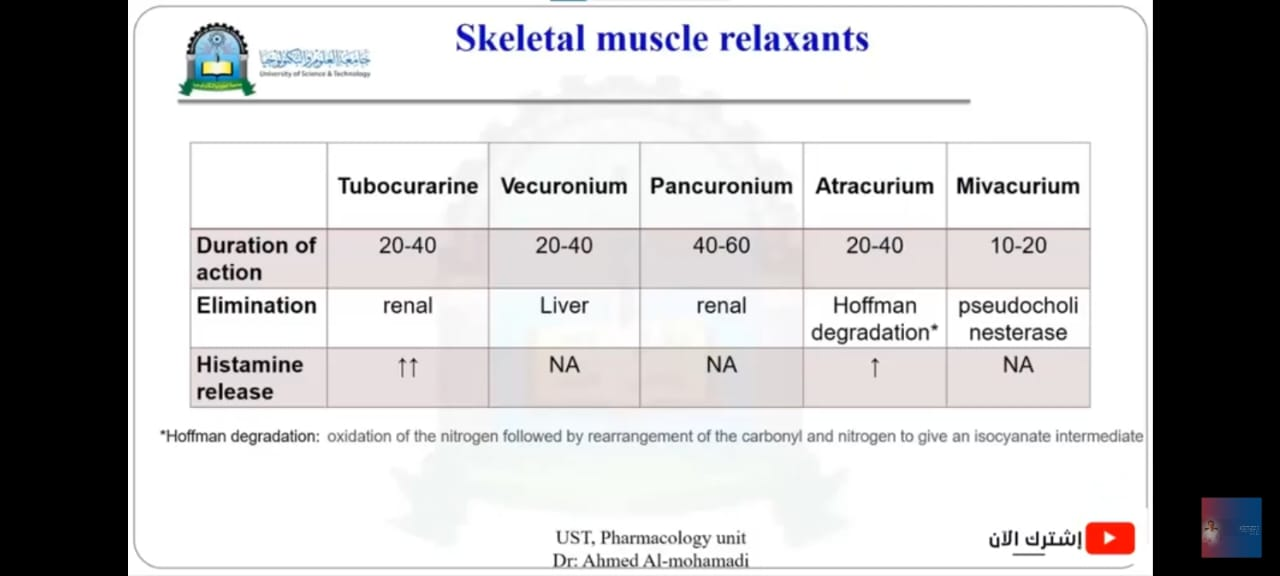 Skeletal muscle relaxants
جامعة العلوم والتكنولوجيا
University of Science & Technology
Tubocurarine Vecuronium Pancuronium Atracurium Mivacurium
Duration of action 20-40 20-40 40-60 20-40 10-20
Elimination renal Liver renal Hoffman degradation* pseudocholi nesterase
Histamine release ↑↑ NA NA ↑ NA
*Hoffman degradation: oxidation of the nitrogen followed by rearrangement of the carbonyl and nitrogen to give an isocyanate intermediate
UST, Pharmacology unit
Dr: Ahmed Al-mohamadi
إشترك الآن